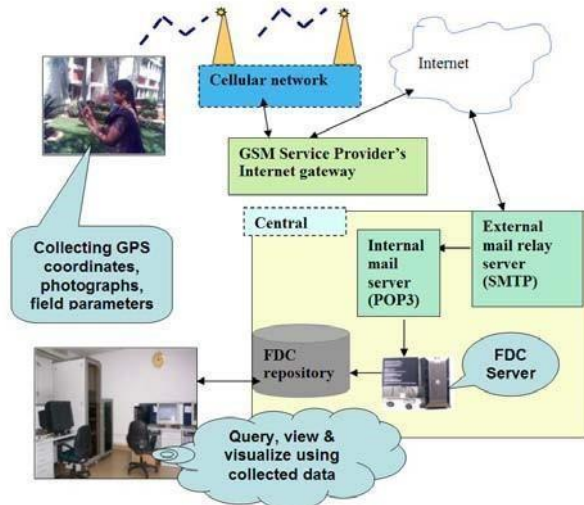 Cellular network
Internet
GSM Service Provider's
Internet gateway
Collecting GPS
coordinates,
photographs,
field parameters
Central
Internal
mail
server
(POP3)
External
mail relay
server
(SMTP)
FDC
repository
FDC
Server
Query, view &
visualize using
collected data